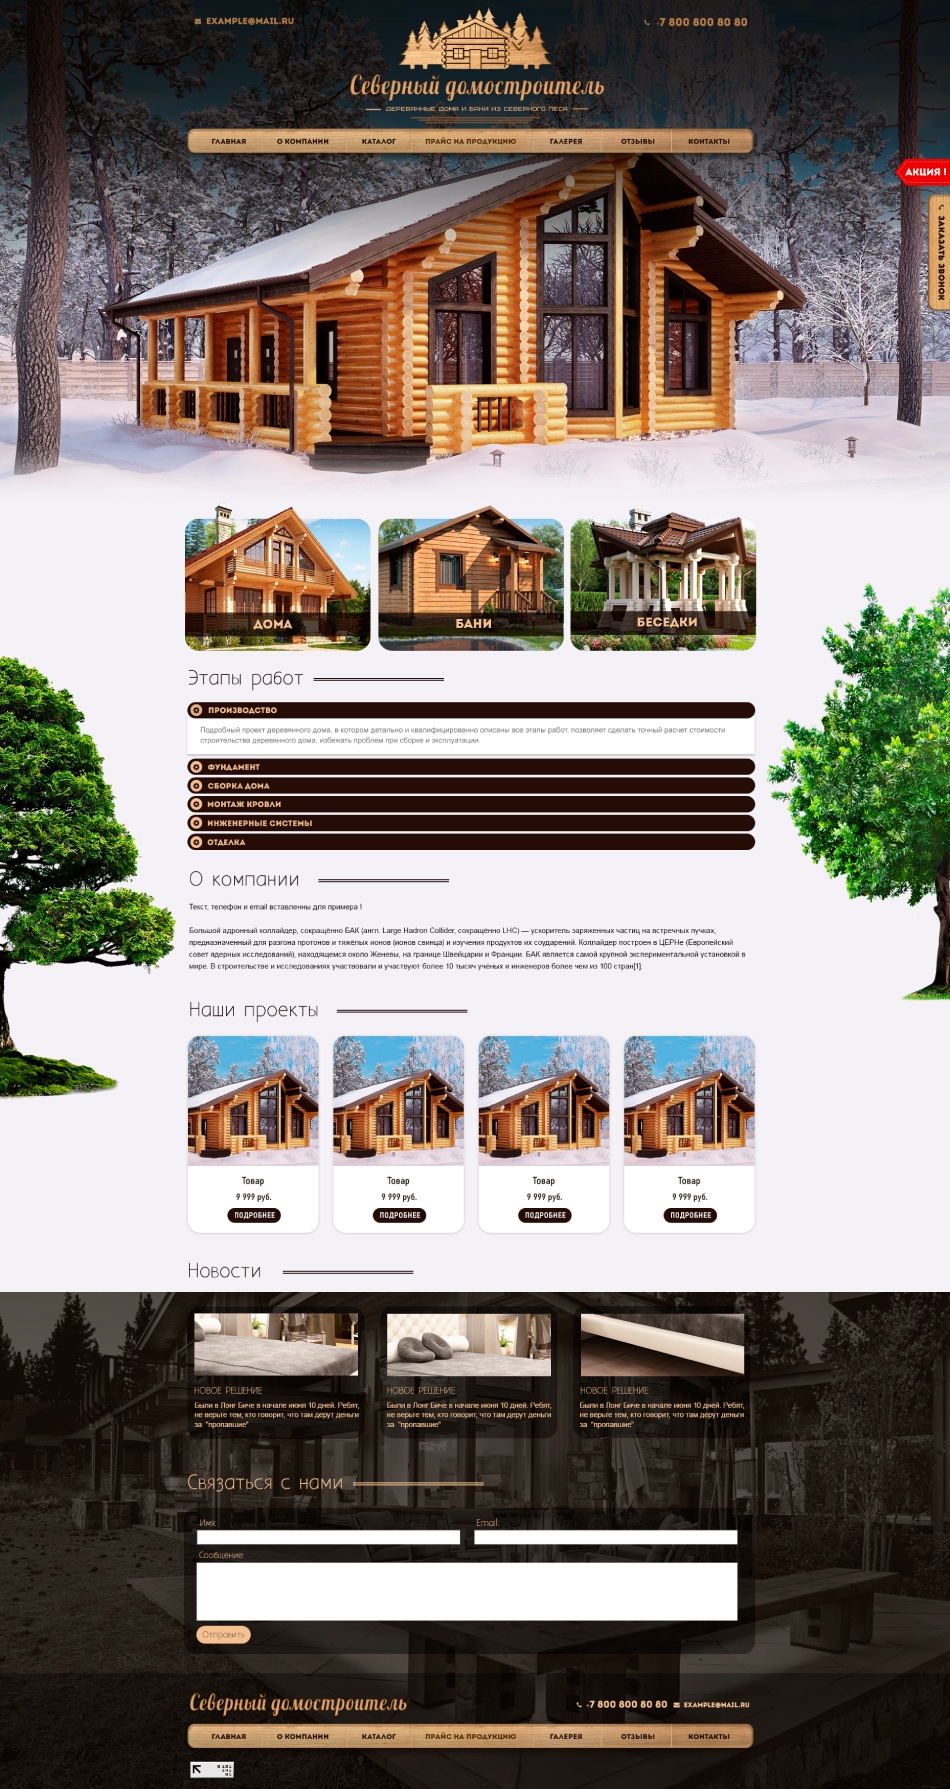 EXAMPLE@MAIL.RU
+7 800 800 80 80
Северный домостроитель
ДЕРЕВЯННЫЕ ДОМА И БАНИ ИЗ СЕВЕРНОГО ЛЕСА
ГЛАВНАЯ О КОМПАНИИ КАТАЛОГ ПРАЙС НА ПРОДУКЦИЮ ГАЛЕРЕЯ ОТЗЫВЫ КОНТАКТЫ
АКЦИЯ !
ЗАКАЗАТЬ ЗВОНОК
ДОМА
БАНИ
БЕСЕДКИ
Этапы работ
ПРОИЗВОДСТВО
Подробный проект деревянного дома, в котором детально и квалифицированно описаны все этапы работ, позволяет сделать точный расчет стоимости
строительства деревянного дома, избежать проблем при сборке и эксплуатации.
ФУНДАМЕНТ
СБОРКА ДОМА
МОНТАЖ КРОВЛИ
ИНЖЕНЕРНЫЕ СИСТЕМЫ
ОТДЕЛКА
О компании
Текст, телефон и email вставленны для примера !
Большой адронный коллайдер, сокращённо БАК (англ. Large Hadron Collider, сокращённо LHC) — ускоритель заряженных частиц на встречных пучках,
предназначенный для разгона протонов и тяжёлых ионов (ионов свинца) и изучения продуктов их соударений. Коллайдер построен в ЦЕРНе (Европейский
совет ядерных исследований), находящемся около Женевы, на границе Швейцарии и Франции. БАК является самой крупной экспериментальной установкой в
мире. В строительстве и исследованиях участвовали и участвуют более 10 тысяч учёных и инженеров более чем из 100 стран[1].
Наши проекты
Товар
9 999 руб.
ПОДРОБНЕЕ
Товар
9 999 руб.
ПОДРОБНЕЕ
Товар
9 999 руб.
ПОДРОБНЕЕ
Товар
9 999 руб.
ПОДРОБНЕЕ
Новости
НОВОЕ РЕШЕНИЕ
Были в Лонг Биче в начале июня 10 дней. Ребят,
не верьте тем, кто говорит, что там дерут деньги
за "пропавшие"
НОВОЕ РЕШЕНИЕ
Были в Лонг Биче в начале июня 10 дней. Ребят,
не верьте тем, кто говорит, что там дерут деньги
за "пропавшие"
НОВОЕ РЕШЕНИЕ
Были в Лонг Биче в начале июня 10 дней. Ребят,
не верьте тем, кто говорит, что там дерут деньги
за "пропавшие"
Связаться с нами
Имя:
Email:
Сообщение:
Отправить
Северный домостроитель
+7 800 800 80 80 EXAMPLE@MAIL.RU
ГЛАВНАЯ О КОМПАНИИ КАТАЛОГ ПРАЙС НА ПРОДУКЦИЮ ГАЛЕРЕЯ ОТЗЫВЫ КОНТАКТЫ